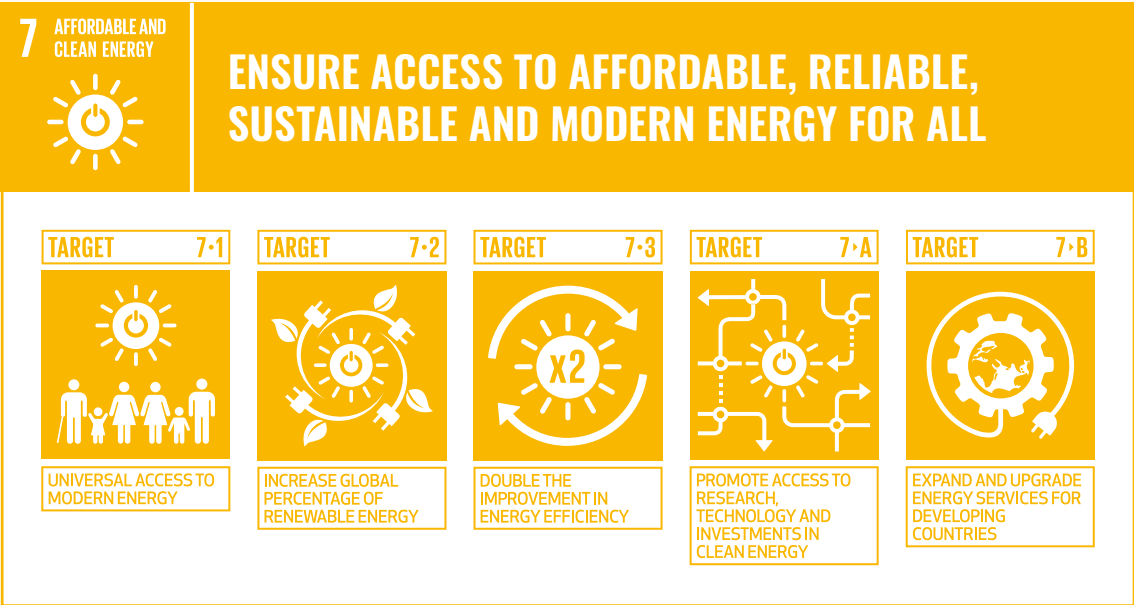 7 AFFORDABLE AND
CLEAN ENERGY
ENSURE ACCESS TO AFFORDABLE, RELIABLE,
SUSTAINABLE AND MODERN ENERGY FOR ALL
TARGET 7•1
UNIVERSAL ACCESS TO
MODERN ENERGY
TARGET 7•2
INCREASE GLOBAL
PERCENTAGE OF
RENEWABLE ENERGY
TARGET 7•3
x2
DOUBLE THE
IMPROVEMENT IN
ENERGY EFFICIENCY
TARGET 7▸A
PROMOTE ACCESS TO
RESEARCH,
TECHNOLOGY AND
INVESTMENTS IN
CLEAN ENERGY
TARGET 7▸B
EXPAND AND UPGRADE
ENERGY SERVICES FOR
DEVELOPING
COUNTRIES